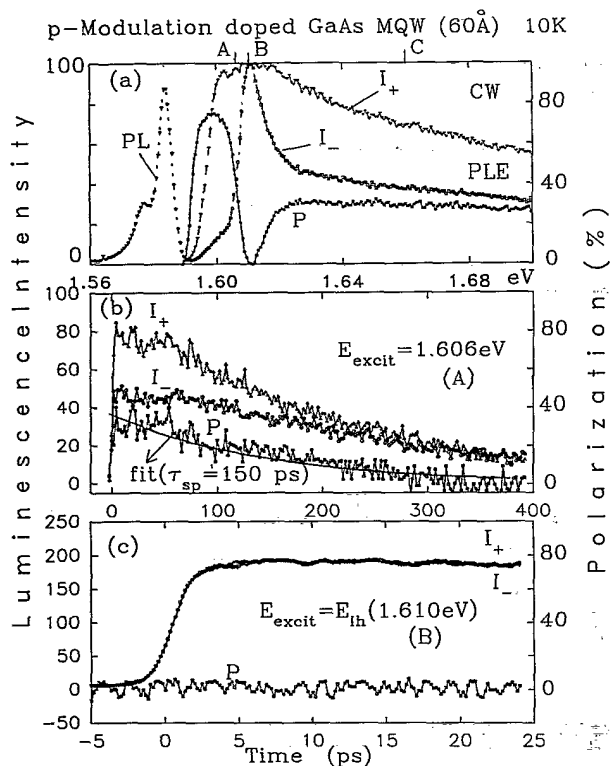 p-Modulation doped GaAs MQW (60Å) 10K
A B C
(a)
100
0
80
40
0
I+
CW
PL
I−
PLE
P
1.56 1.60 1.64 1.68
eV
(b)
100
80
60
40
20
0
80
40
0
I+
Eexcit=1.606eV
(A)
I−
P
fit(τsp=150 ps)
0 100 200 300 400
(c)
250
200
150
100
50
0
-50
80
40
0
I+
I−
Eexcit=Elh(1.610eV)
(B)
P
-5 0 5 10 15 20 25
Time (ps)
Luminescence Intensity
Polarization (%)